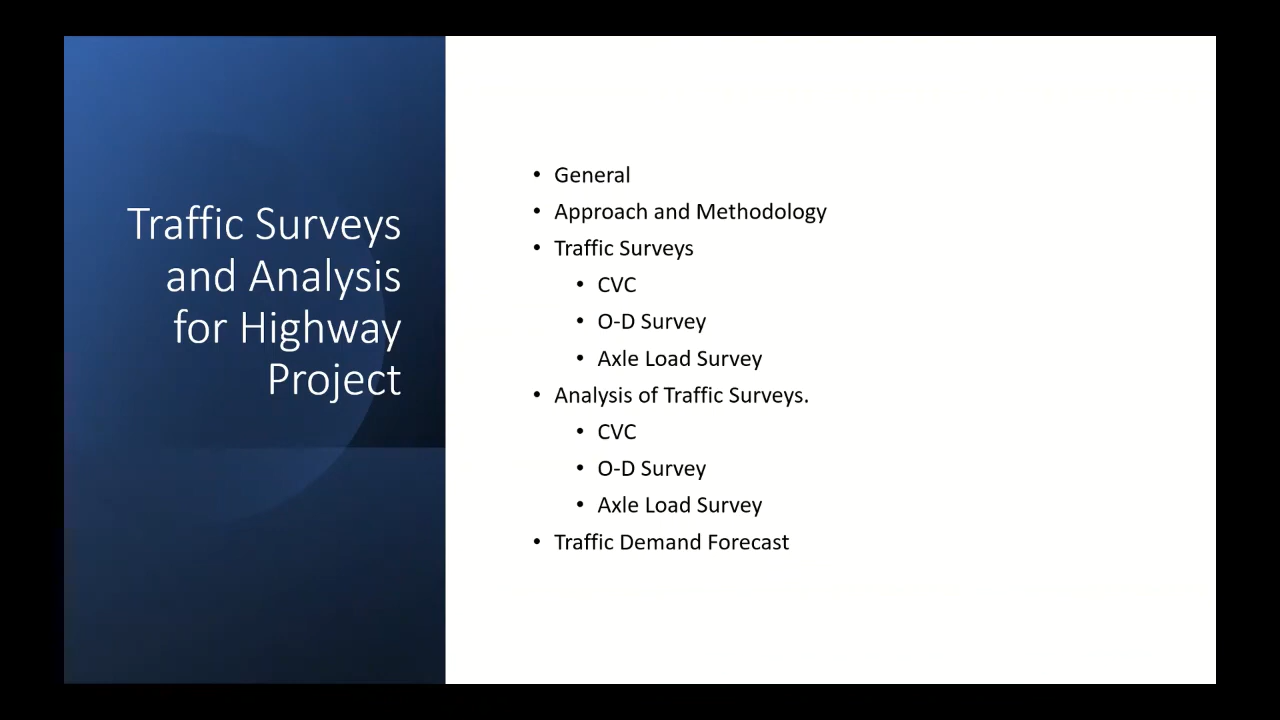 Traffic Surveys
and Analysis
for Highway
Project
• General
• Approach and Methodology
• Traffic Surveys
• CVC
• O-D Survey
• Axle Load Survey
• Analysis of Traffic Surveys.
• CVC
• O-D Survey
• Axle Load Survey
• Traffic Demand Forecast